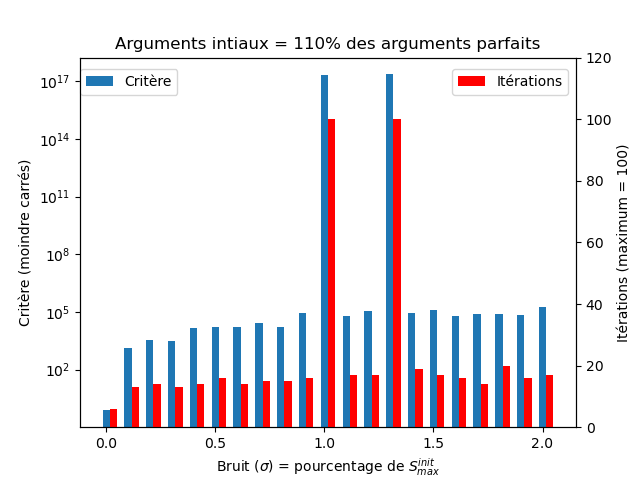 Arguments intiaux = 110% des arguments parfaits
Critère
Itérations
Critère (moindre carrés)
10^17
10^14
10^11
10^8
10^5
10^2
120
100
80
60
40
20
0
Itérations (maximum = 100)
0.0 0.5 1.0 1.5 2.0
Bruit (σ) = pourcentage de S_{max}^{init}